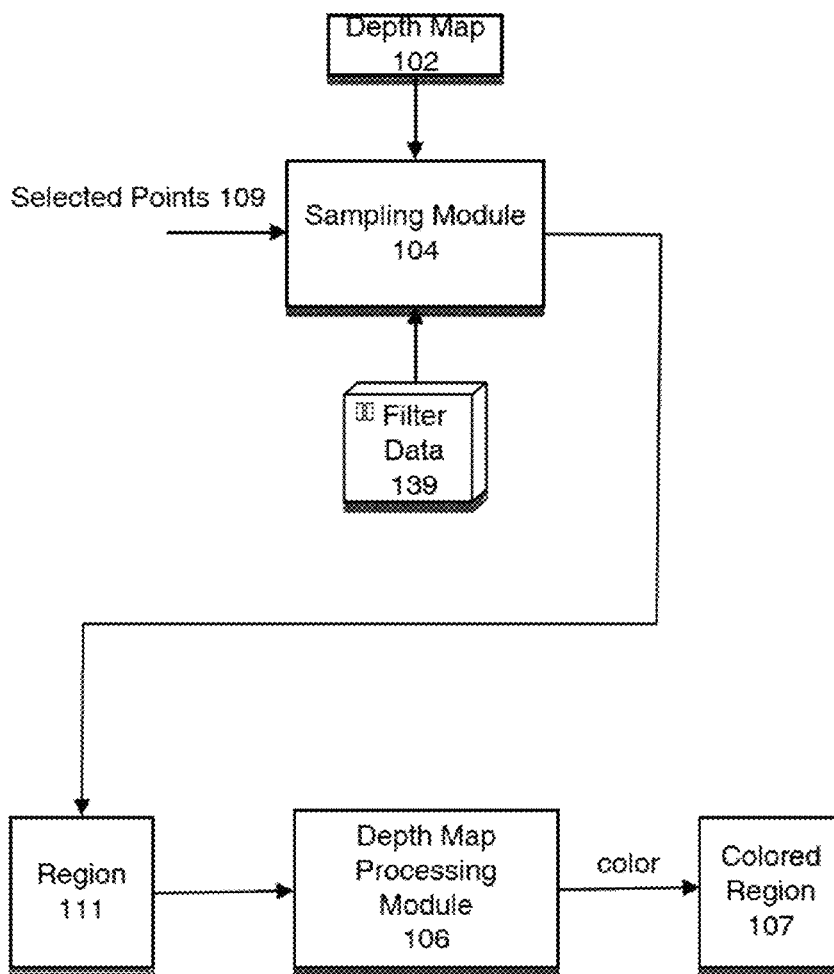 Depth Map
102
Selected Points 109
Sampling Module
104
Filter
Data
139
Region
111
Depth Map
Processing
Module
106
color
Colored
Region
107